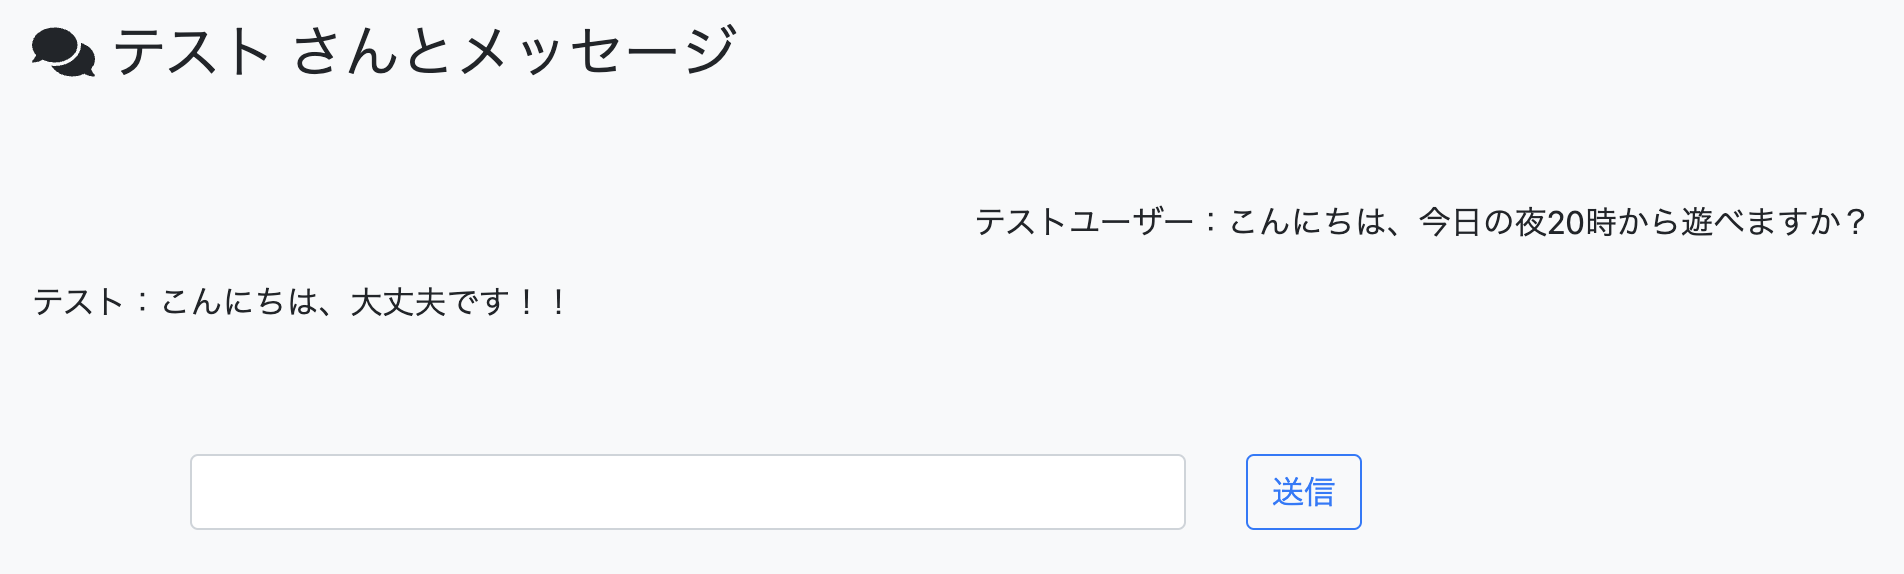 テスト さんとメッセージ
テストユーザー：こんにちは、今日の夜20時から遊べますか？
テスト：こんにちは、大丈夫です！！
送信